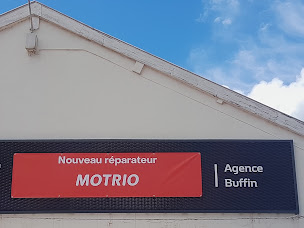 Nouveau réparateur
MOTRIO
Agence
Buffin